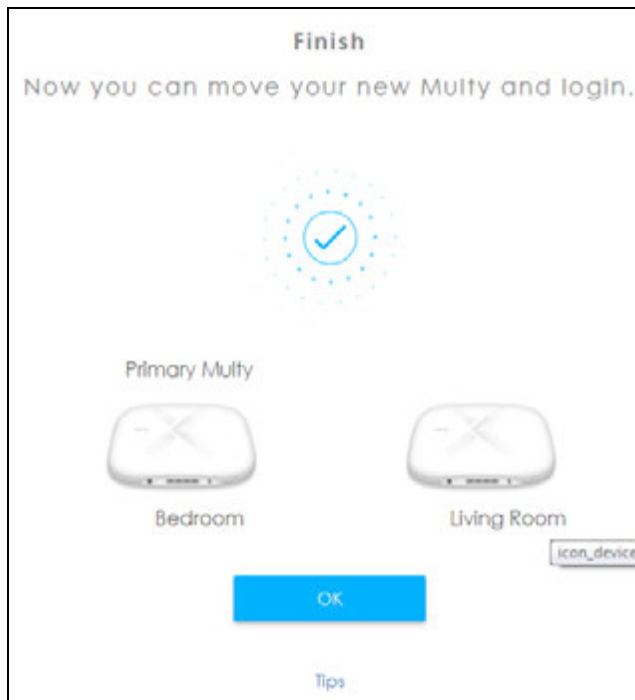 Finish
Now you can move your new Multy and login.
Primary Multy
Bedroom
Living Room
icon_device
OK
Tips